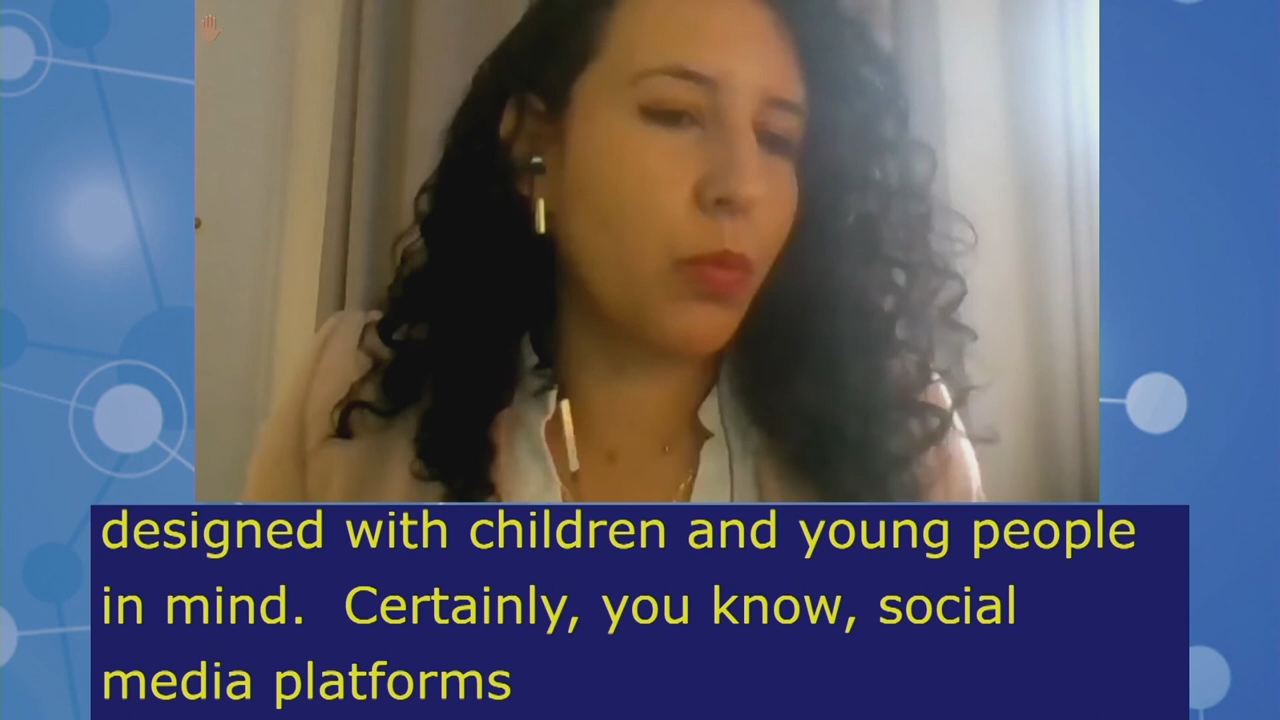 designed with children and young people
in mind.  Certainly, you know, social
media platforms